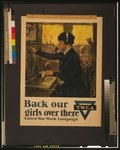 Back our
girls over there
YWCA
United War Work Campaign